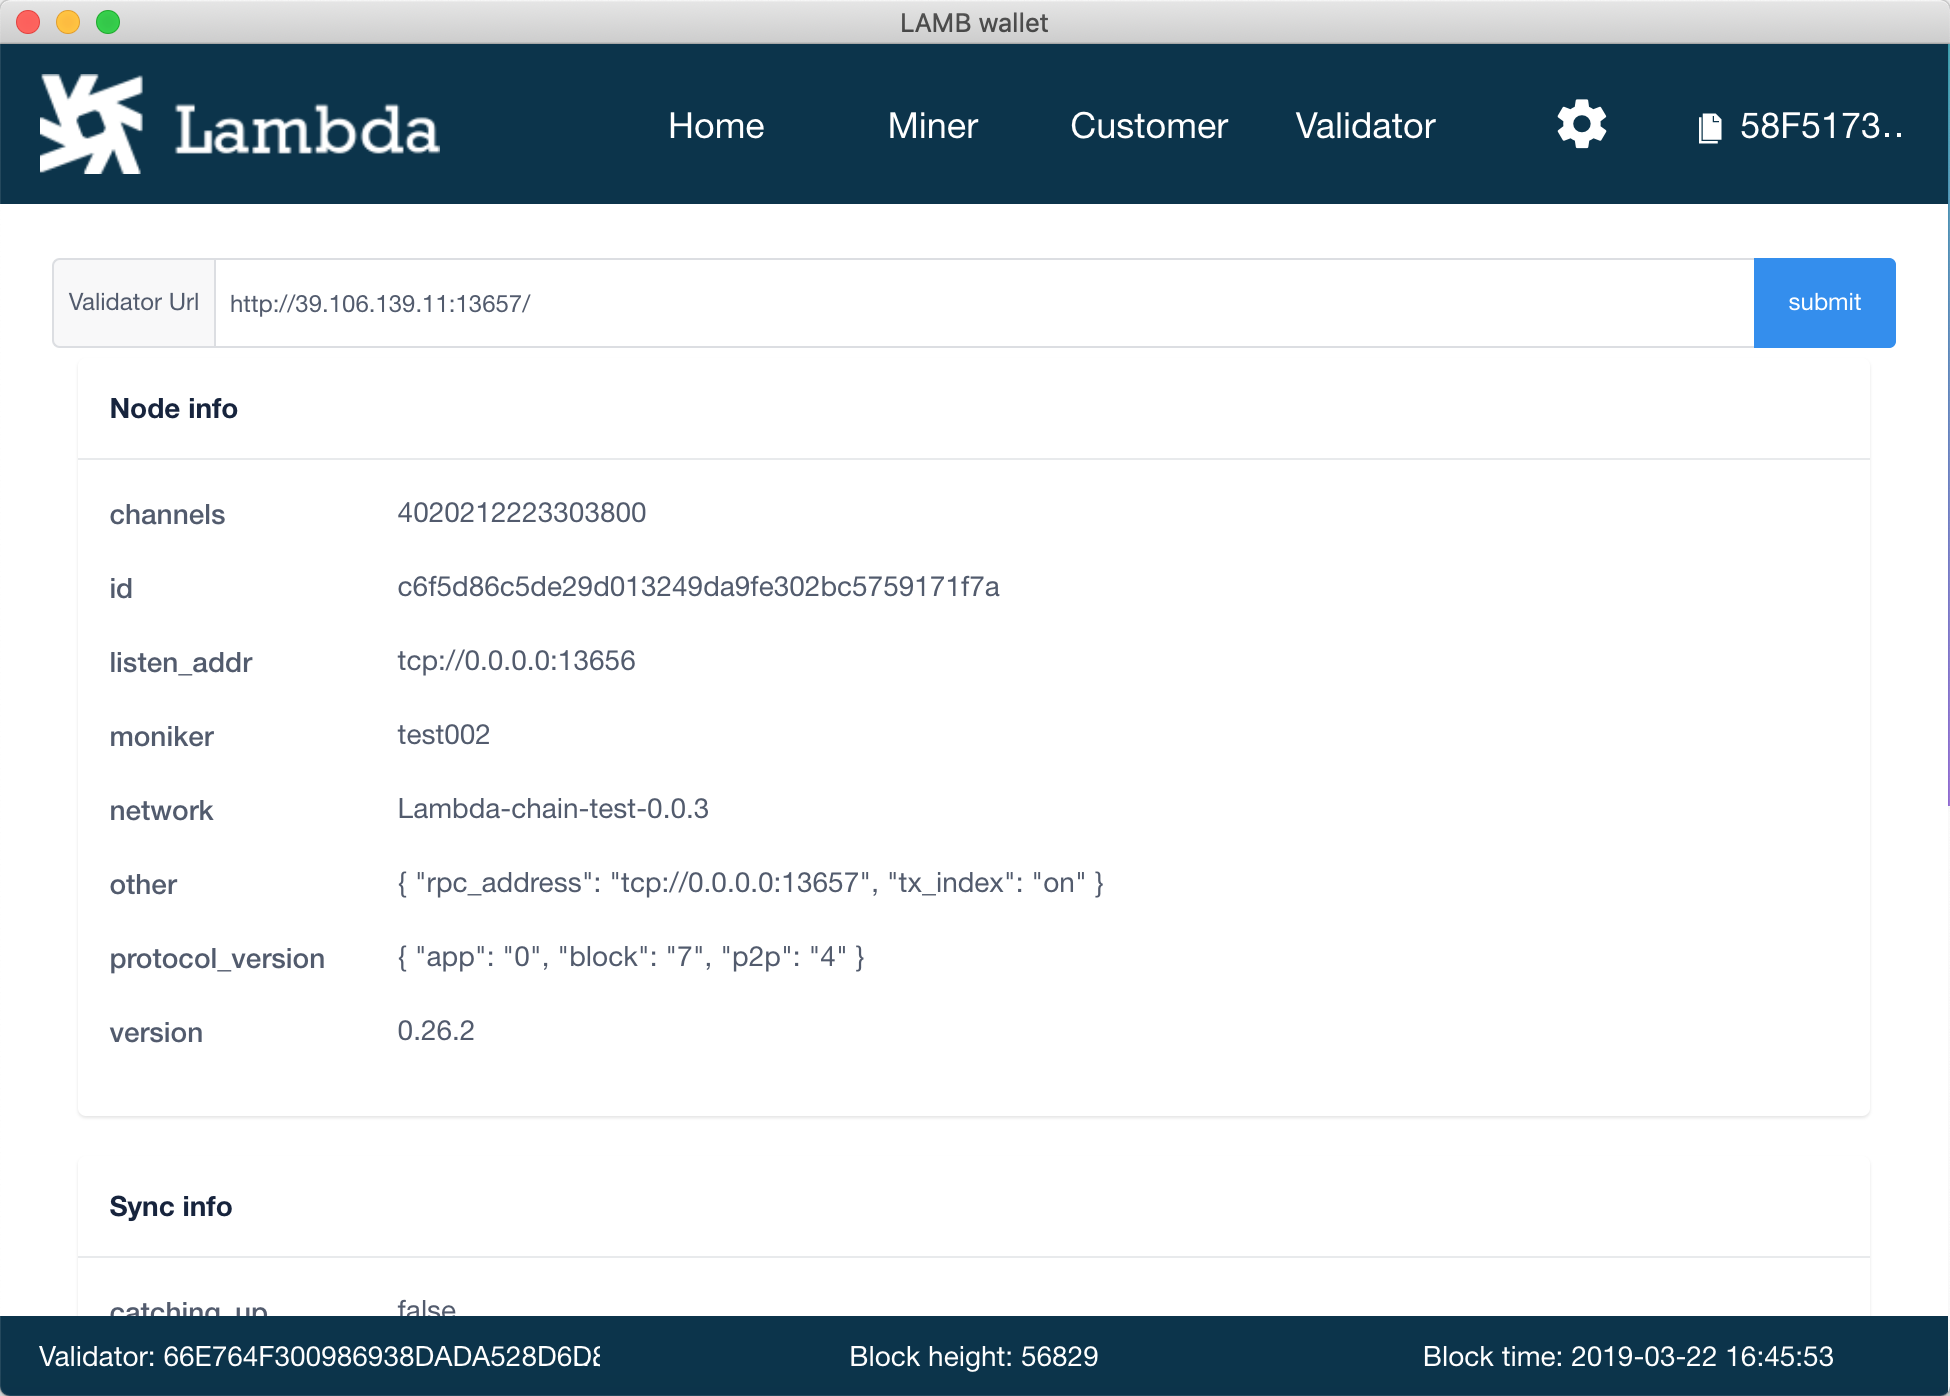 LAMB wallet
Lambda Home Miner Customer Validator 58F5173..
Validator Url http://39.106.139.11:13657/ submit
Node info
channels 4020212223303800
id c6f5d86c5de29d013249da9fe302bc5759171f7a
listen_addr tcp://0.0.0.0:13656
moniker test002
network Lambda-chain-test-0.0.3
other { "rpc_address": "tcp://0.0.0.0:13657", "tx_index": "on" }
protocol_version { "app": "0", "block": "7", "p2p": "4" }
version 0.26.2
Sync info
catching_up false
Validator: 66E764F300986938DADA528D6D8 Block height: 56829 Block time: 2019-03-22 16:45:53